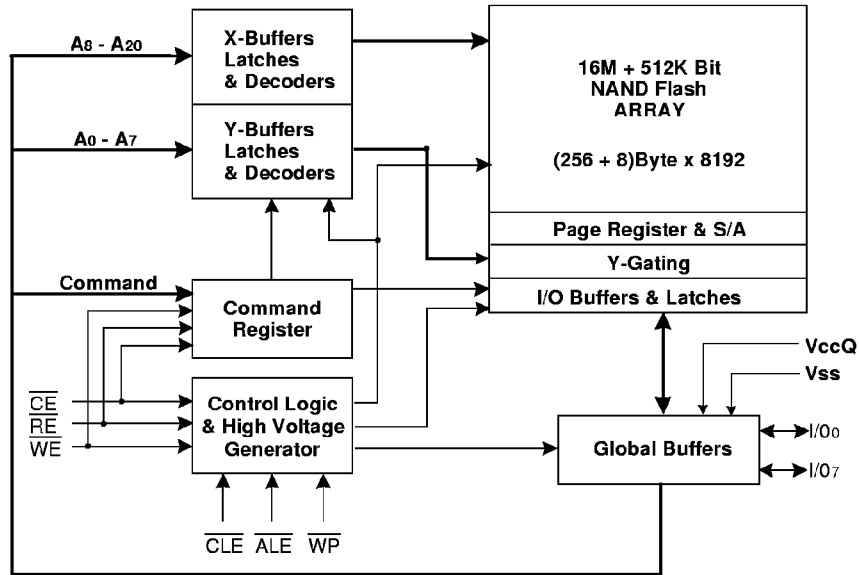 A8 - A20
X-Buffers
Latches
& Decoders
A0 - A7
Y-Buffers
Latches
& Decoders
16M + 512K Bit
NAND Flash
ARRAY
(256 + 8)Byte x 8192
Page Register & S/A
Y-Gating
I/O Buffers & Latches
Command
Command
Register
VccQ
Vss
CE
RE
WE
Control Logic
& High Voltage
Generator
Global Buffers
I/O0
I/O7
CLE
ALE
WP